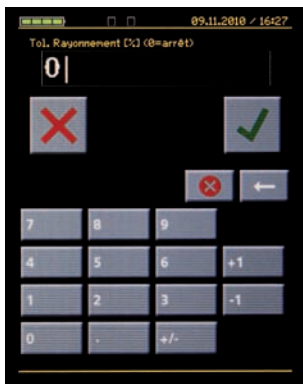 09.11.2010 / 16:27
Tol. Rayonnement [%] (0=arrêt)
0
7 8 9
4 5 6 +1
1 2 3 -1
0 . +/-